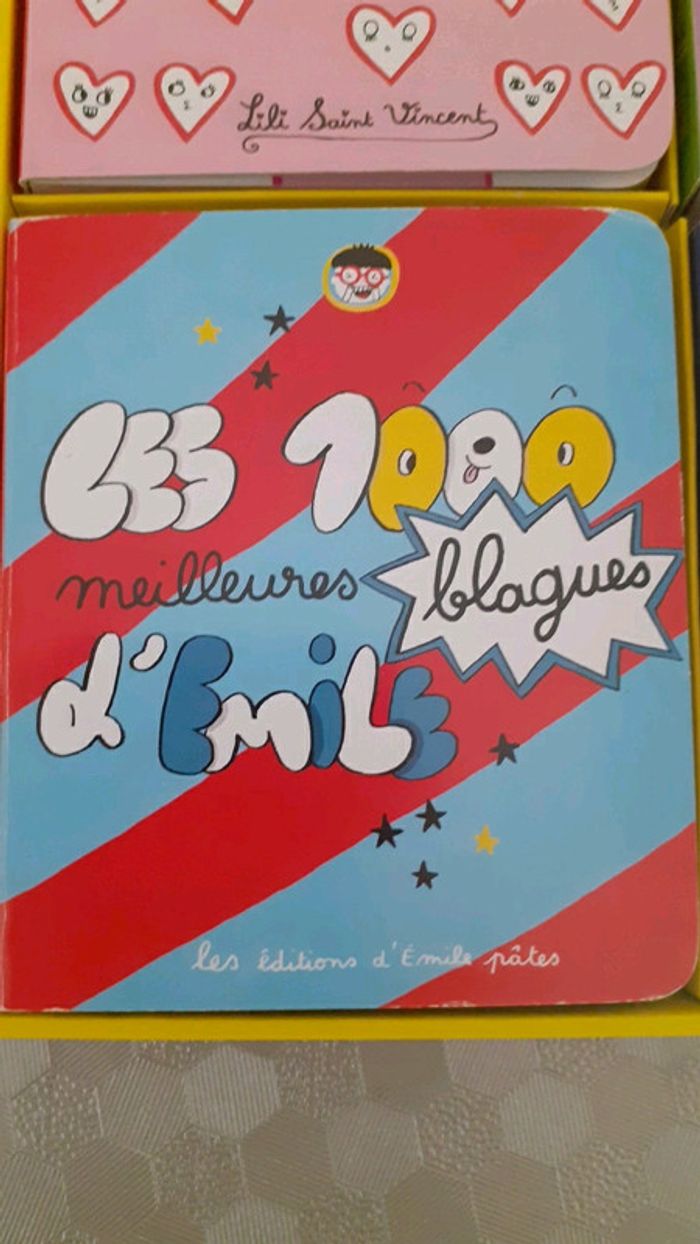 Lili Saint Vincent
LES 1000
meilleures blagues
d'EMiLE
les éditions d'Émile pâtes